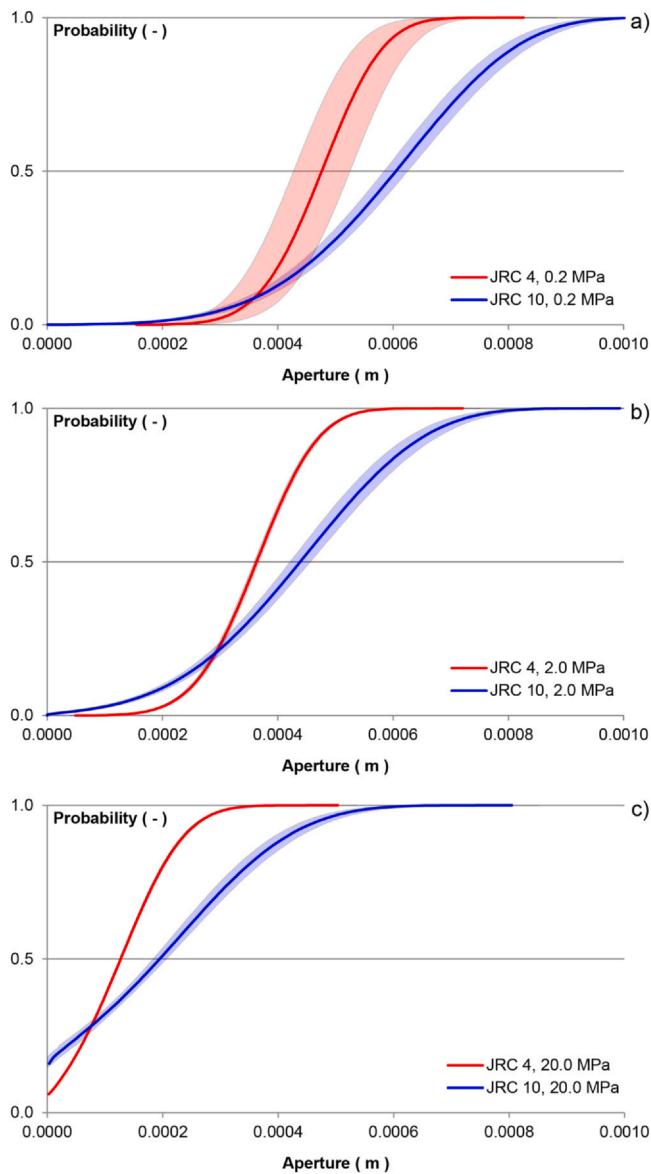 1.0
Probability ( - )
a)
0.5
JRC 4, 0.2 MPa
JRC 10, 0.2 MPa
0.0
0.0000 0.0002 0.0004 0.0006 0.0008 0.0010
Aperture ( m )
1.0
Probability ( - )
b)
0.5
JRC 4, 2.0 MPa
JRC 10, 2.0 MPa
0.0
0.0000 0.0002 0.0004 0.0006 0.0008 0.0010
Aperture ( m )
1.0
Probability ( - )
c)
0.5
JRC 4, 20.0 MPa
JRC 10, 20.0 MPa
0.0
0.0000 0.0002 0.0004 0.0006 0.0008 0.0010
Aperture ( m )